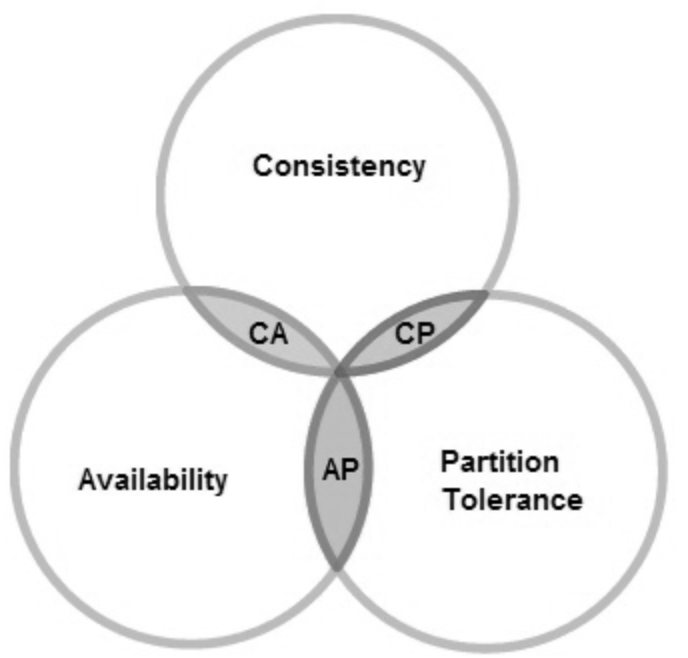 Consistency
CA
CP
Availability
AP
Partition
Tolerance